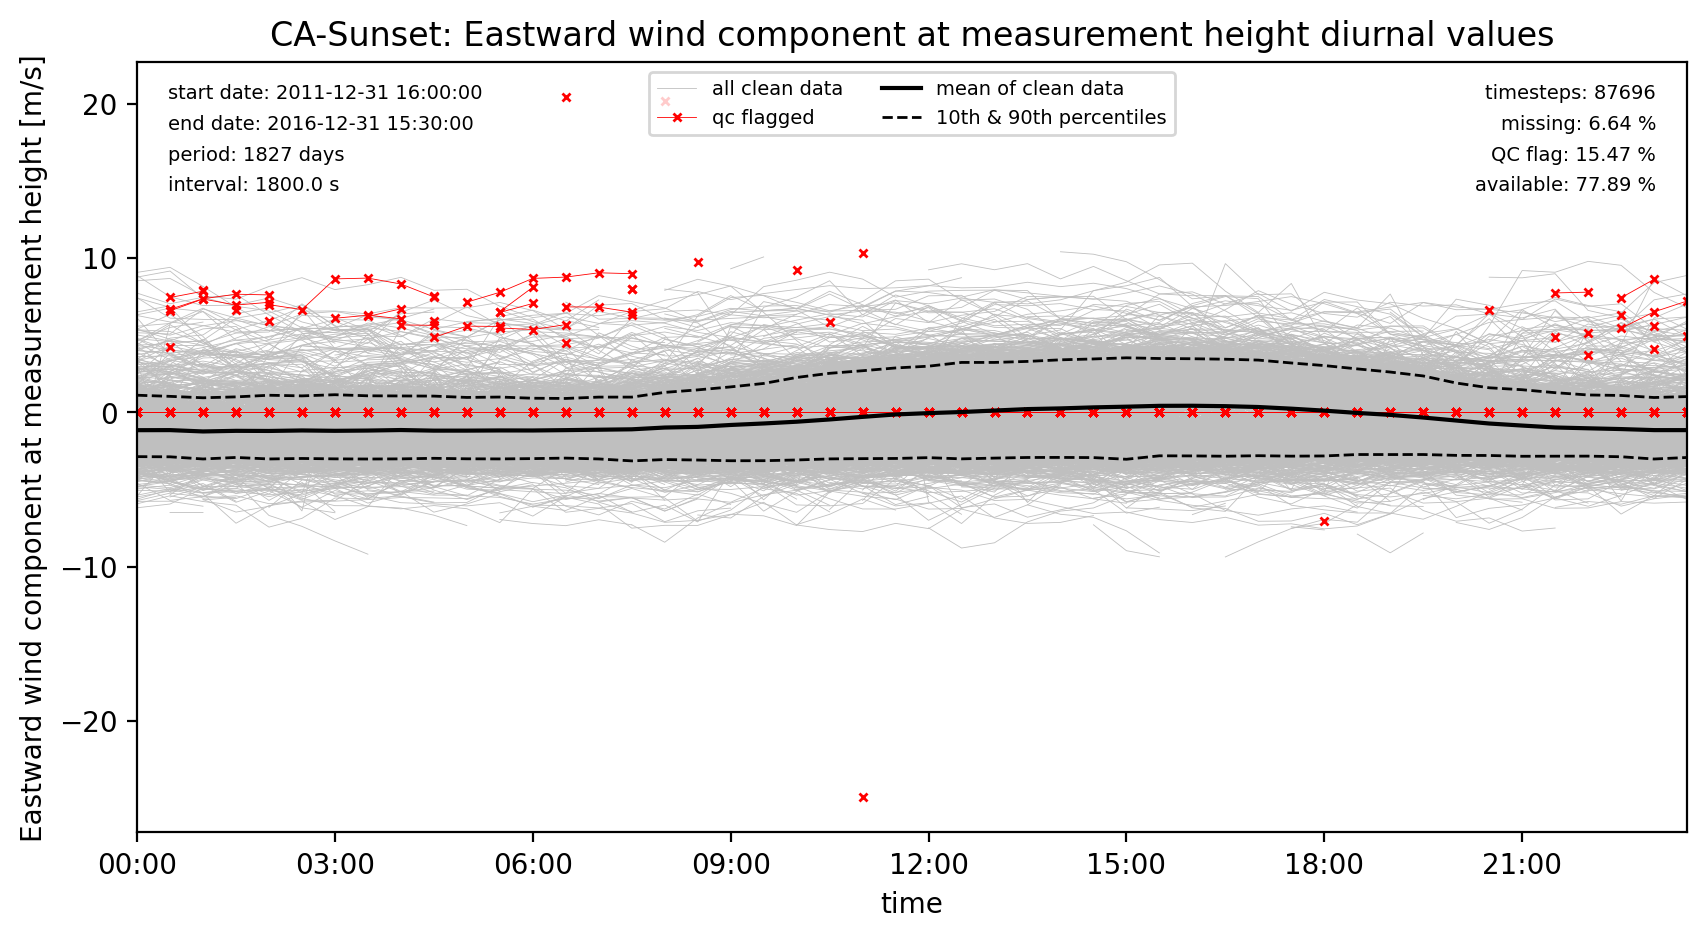 CA-Sunset: Eastward wind component at measurement height diurnal values
start date: 2011-12-31 16:00:00
end date: 2016-12-31 15:30:00
period: 1827 days
interval: 1800.0 s
all clean data
qc flagged
mean of clean data
10th & 90th percentiles
timesteps: 87696
missing: 6.64 %
QC flag: 15.47 %
available: 77.89 %
Eastward wind component at measurement height [m/s]
20
10
0
−10
−20
00:00 03:00 06:00 09:00 12:00 15:00 18:00 21:00
time